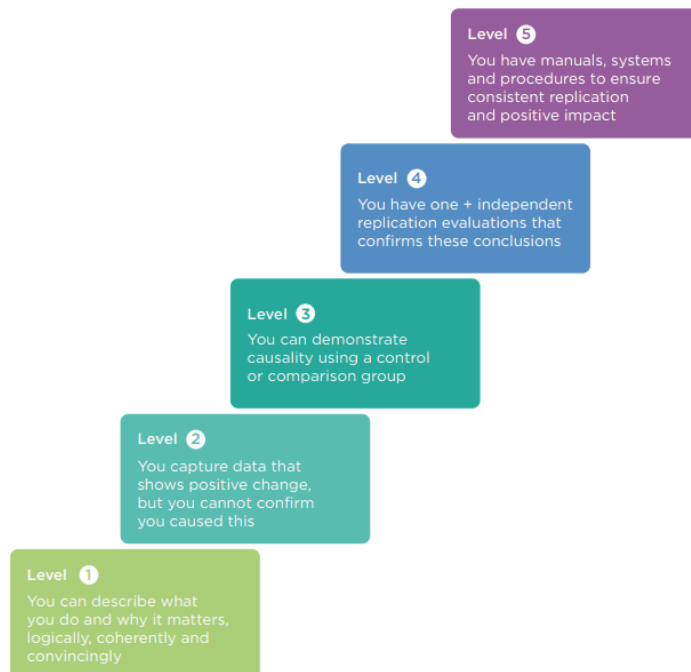 Level 5
You have manuals, systems
and procedures to ensure
consistent replication
and positive impact
Level 4
You have one + independent
replication evaluations that
confirms these conclusions
Level 3
You can demonstrate
causality using a control
or comparison group
Level 2
You capture data that
shows positive change,
but you cannot confirm
you caused this
Level 1
You can describe what
you do and why it matters,
logically, coherently and
convincingly